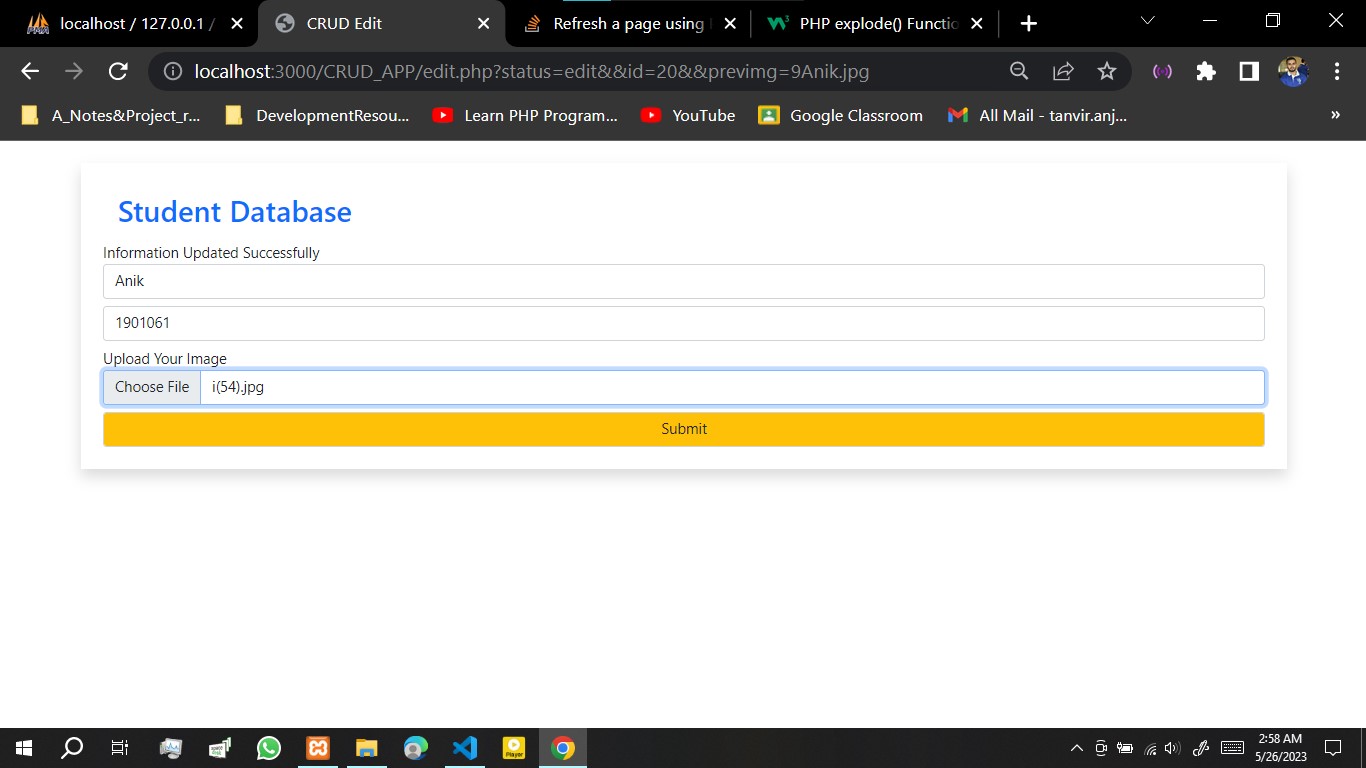 localhost / 127.0.0.1 /
CRUD Edit
Refresh a page using
PHP explode() Functio
localhost:3000/CRUD_APP/edit.php?status=edit&&id=20&&previmg=9Anik.jpg
A_Notes&Project_r...
DevelopmentResou...
Learn PHP Program...
YouTube
Google Classroom
All Mail - tanvir.anj...
»
Student Database
Information Updated Successfully
Anik
1901061
Upload Your Image
Choose File
i(54).jpg
Submit
2:58 AM
5/26/2023